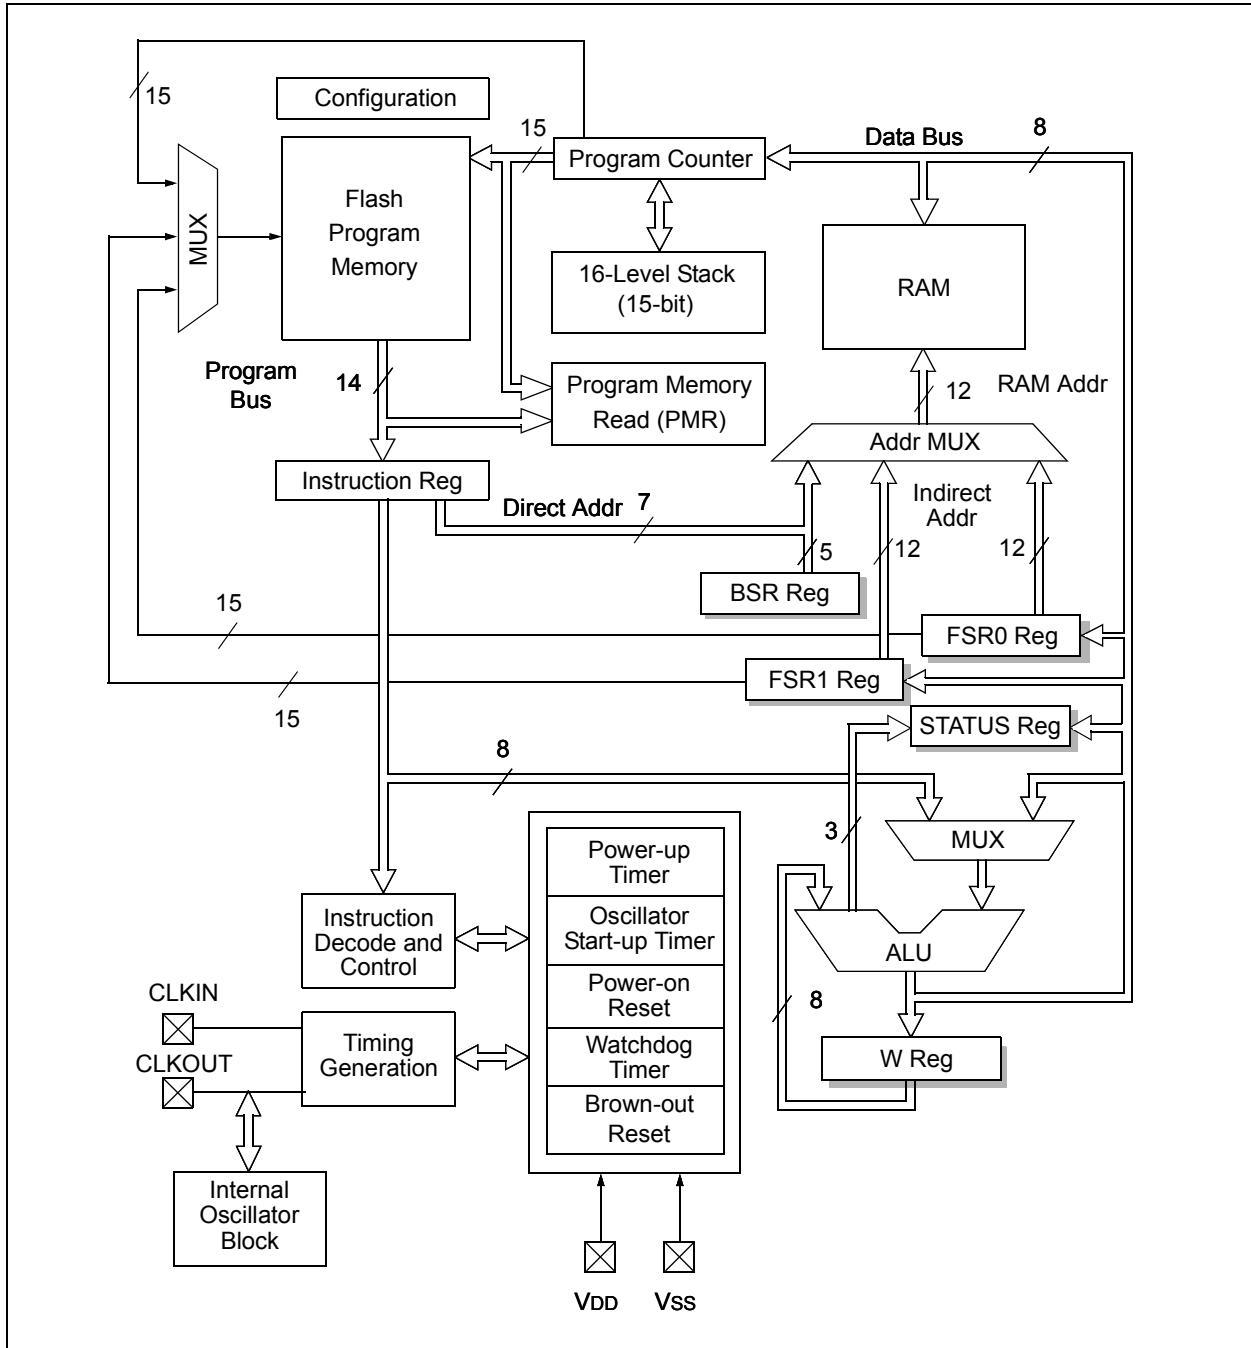 15
Configuration
15
Program Counter
Data Bus
8
MUX
Flash
Program
Memory
16-Level Stack
(15-bit)
RAM
Program
Bus
14
Program Memory
Read (PMR)
12
RAM Addr
Addr MUX
Instruction Reg
Direct Addr
7
Indirect
Addr
5
12
12
BSR Reg
15
FSR0 Reg
15
FSR1 Reg
STATUS Reg
8
3
MUX
Power-up
Timer
Oscillator
Start-up Timer
Power-on
Reset
Watchdog
Timer
Brown-out
Reset
Instruction
Decode and
Control
ALU
8
W Reg
CLKIN
CLKOUT
Timing
Generation
Internal
Oscillator
Block
VDD
VSS